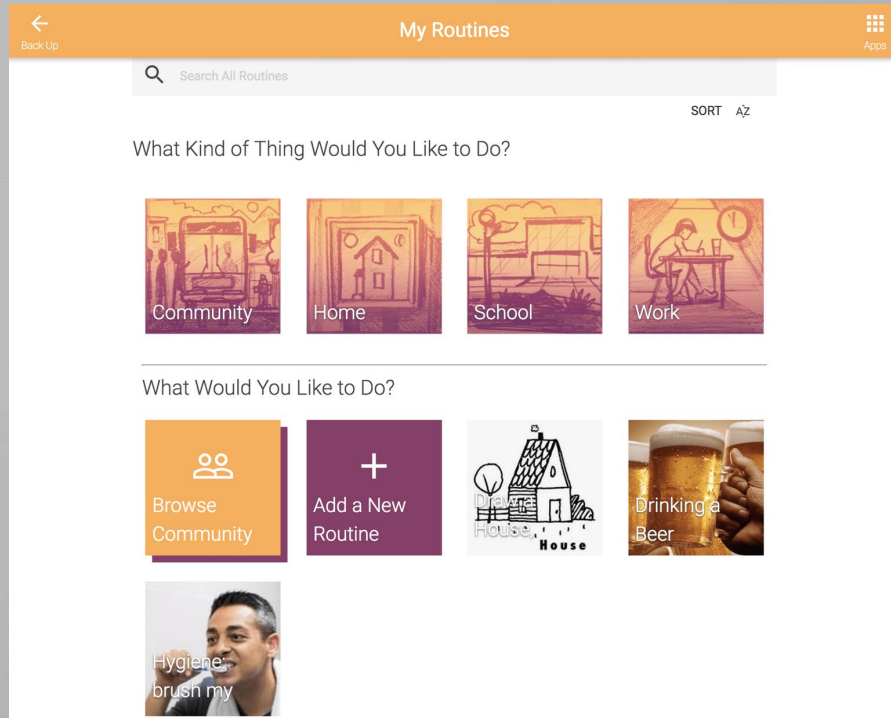 My Routines
Back Up
Apps
Search All Routines
SORT AZ
What Kind of Thing Would You Like to Do?
Community
Home
School
Work
What Would You Like to Do?
Browse
Community
Add a New
Routine
Draw a
House,
House
Drinking a
Beer
Hygiene:
brush my